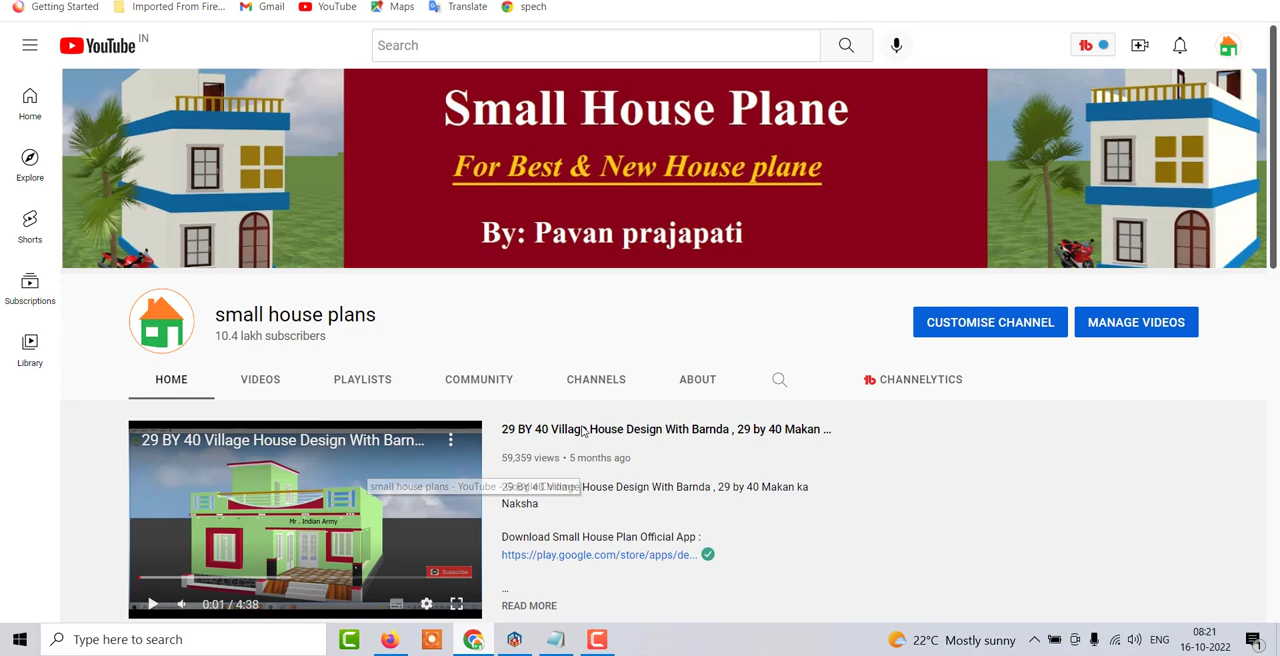 Getting Started
Imported From Fire...
Gmail
YouTube
Maps
Translate
spech
YouTube IN
Search
Home
Explore
Shorts
Subscriptions
Library
Small House Plane
For Best & New House plane
By: Pavan prajapati
small house plans
10.4 lakh subscribers
CUSTOMISE CHANNEL
MANAGE VIDEOS
HOME
VIDEOS
PLAYLISTS
COMMUNITY
CHANNELS
ABOUT
tb CHANNELYTICS
29 BY 40 Village House Design With Barn...
Mr . Indian Army
Subscribe
0:01 / 4:38
29 BY 40 Village House Design With Barnda , 29 by 40 Makan ...
59,359 views • 5 months ago
small house plans - YouTube -
House Design With Barnda , 29 by 40 Makan ka
Naksha
Download Small House Plan Official App :
https://play.google.com/store/apps/de...
...
READ MORE
Type here to search
22°C Mostly sunny
ENG
08:21
16-10-2022
1